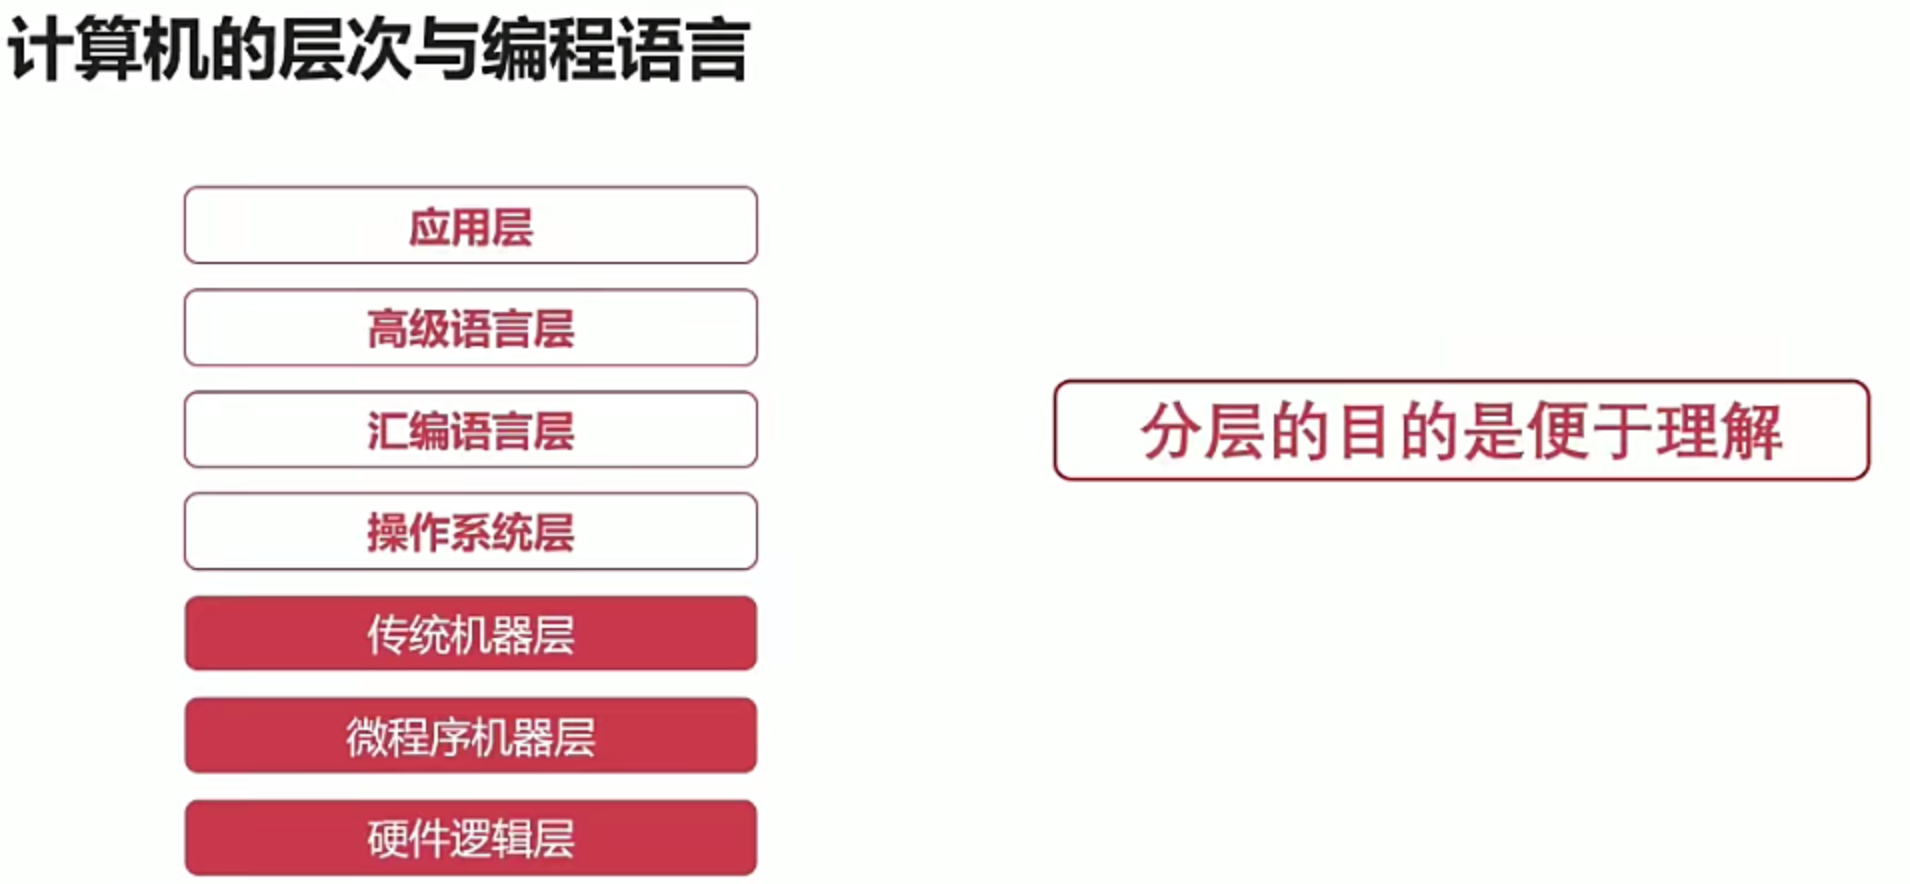 计算机的层次与编程语言
应用层
高级语言层
汇编语言层
操作系统层
传统机器层
微程序机器层
硬件逻辑层
分层的目的是便于理解